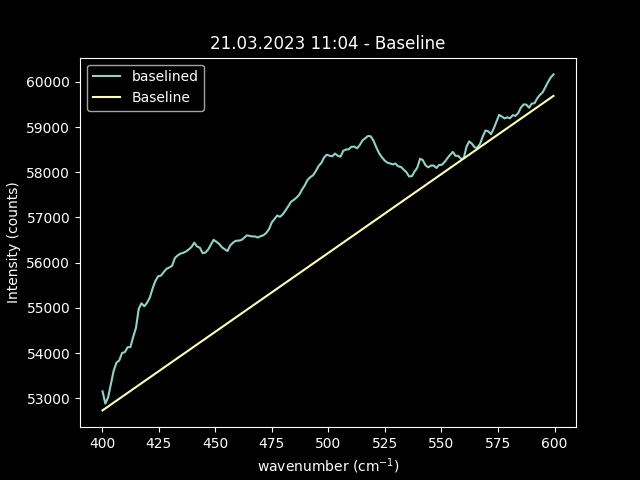 21.03.2023 11:04 - Baseline
baselined
Baseline
60000
59000
58000
57000
56000
55000
54000
53000
Intensity (counts)
400 425 450 475 500 525 550 575 600
wavenumber (cm⁻¹)